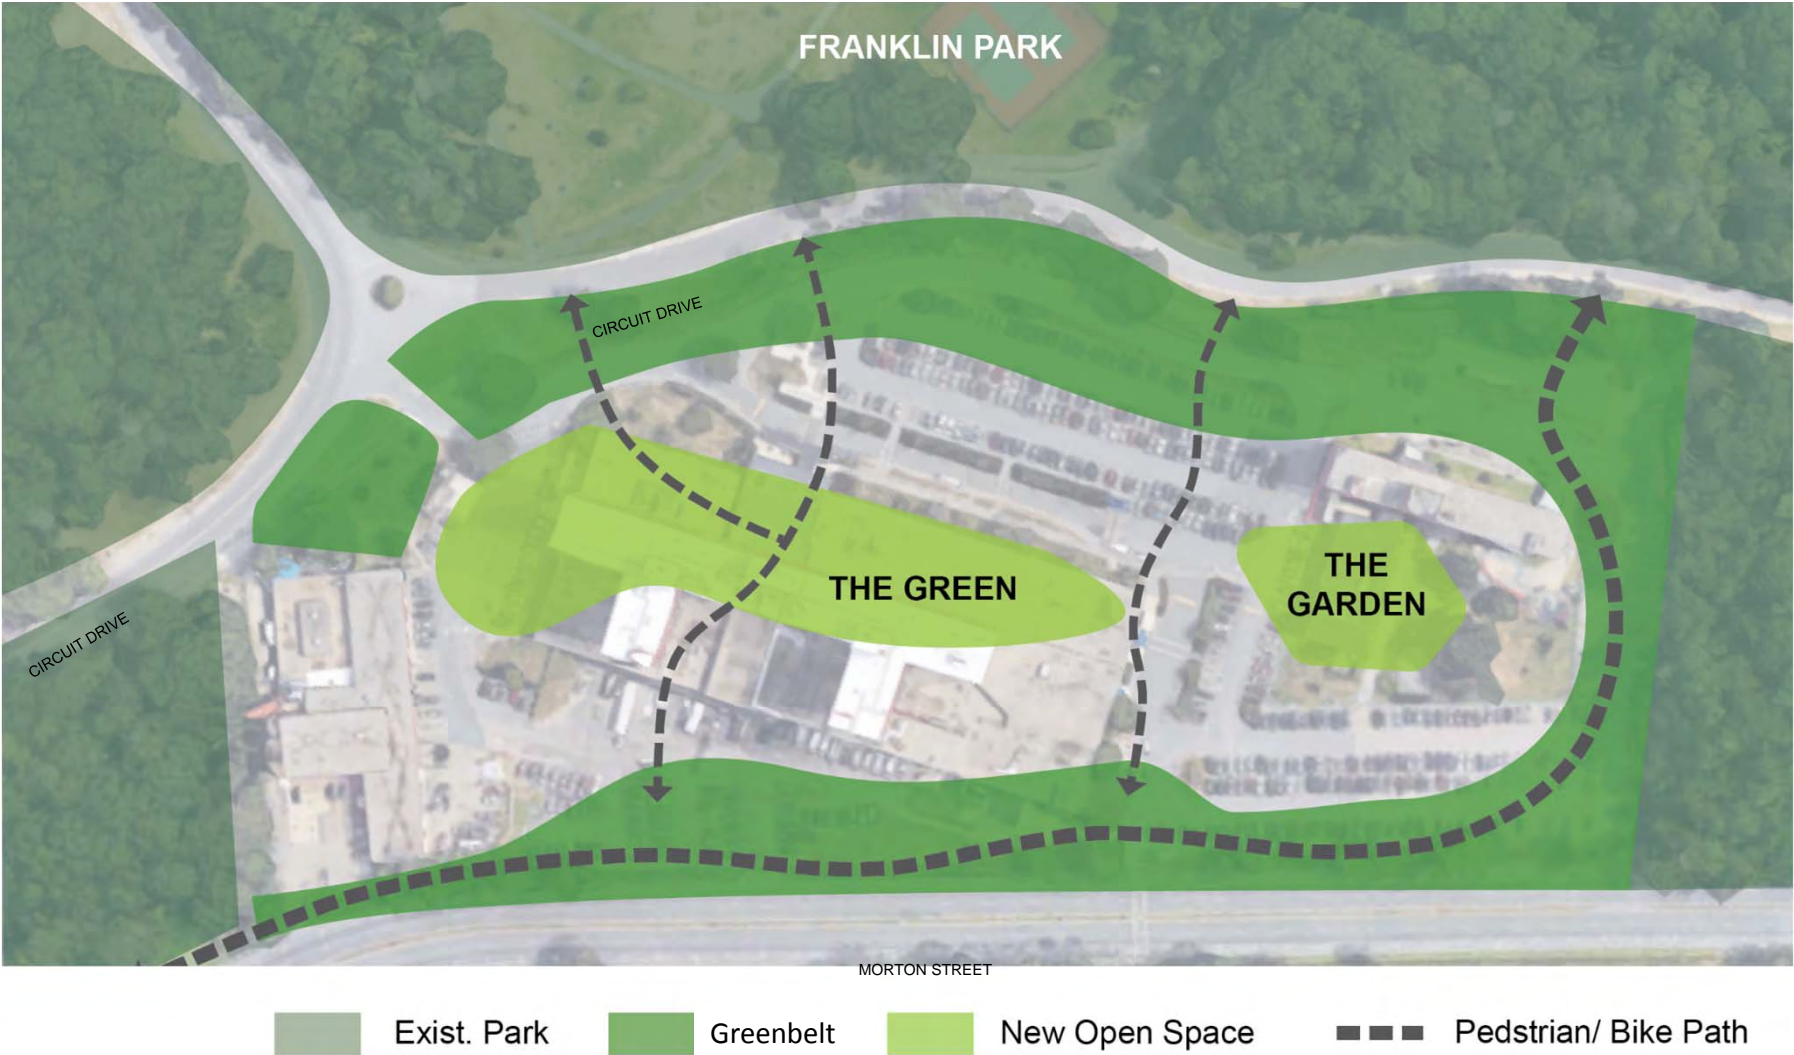 FRANKLIN PARK
CIRCUIT DRIVE
THE GREEN
THE
GARDEN
CIRCUIT DRIVE
MORTON STREET
Exist. Park
Greenbelt
New Open Space
Pedstrian/ Bike Path